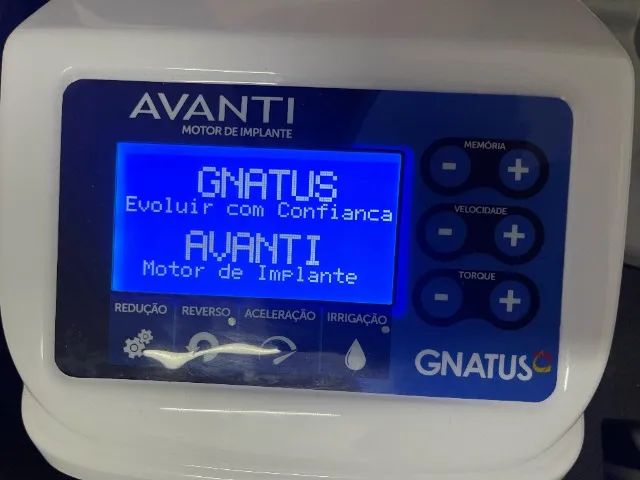 AVANTI
MOTOR DE IMPLANTE
GNATUS
Evoluir com Confianca
AVANTI
Motor de Implante
MEMÓRIA
- +
VELOCIDADE
- +
TORQUE
- +
REDUÇÃO REVERSO ACELERAÇÃO IRRIGAÇÃO
GNATUS